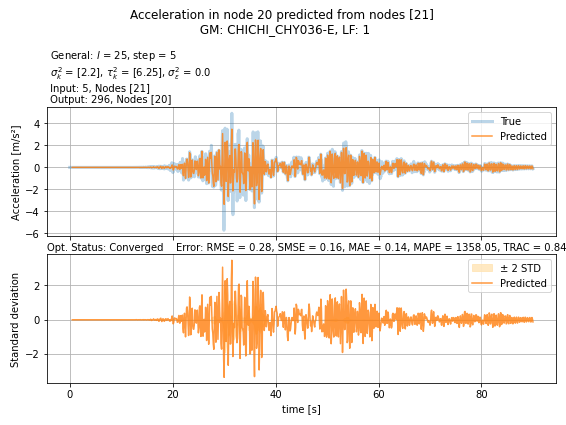 Acceleration in node 20 predicted from nodes [21]
GM: CHICHI_CHY036-E, LF: 1
General: l = 25, step = 5
σ²ₖ = [2.2], τ²ₖ = [6.25], σ²ε = 0.0
Input: 5, Nodes [21]
Output: 296, Nodes [20]
True
Predicted
Acceleration [m/s²]
4
2
0
−2
−4
−6
Opt. Status: Converged Error: RMSE = 0.28, SMSE = 0.16, MAE = 0.14, MAPE = 1358.05, TRAC = 0.84
± 2 STD
Predicted
Standard deviation
2
0
−2
0 20 40 60 80
time [s]